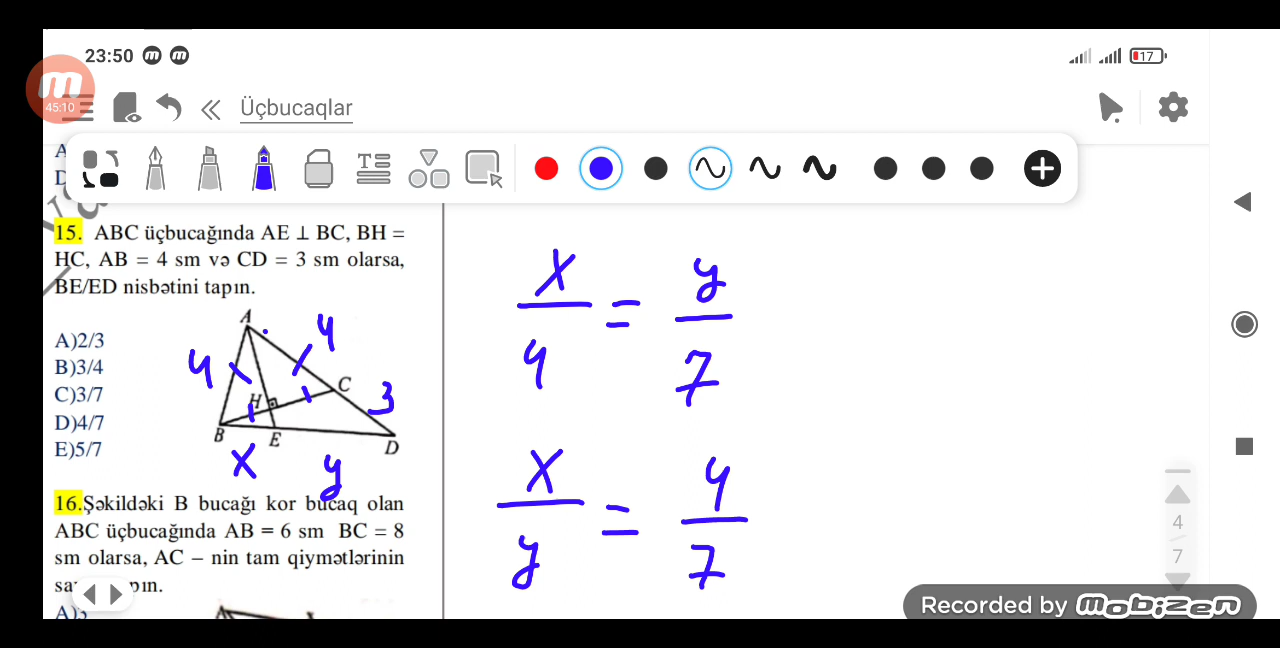 23:50 m m 17
m
45:10
Üçbucaqlar
T
A
D
15. ABC üçbucağında AE ⊥ BC, BH =
HC, AB = 4 sm və CD = 3 sm olarsa,
BE/ED nisbətini tapın.
A)2/3
B)3/4
C)3/7
D)4/7
E)5/7
A
4
4
C
3
H
B
E
D
x
y
16.Şəkildəki B bucağı kor bucaq olan
ABC üçbucağında AB = 6 sm BC = 8
sm olarsa, AC – nin tam qiymətlərinin
pın.
x/4 = y/7
x/y = 4/7
4
7
Recorded by mobizen